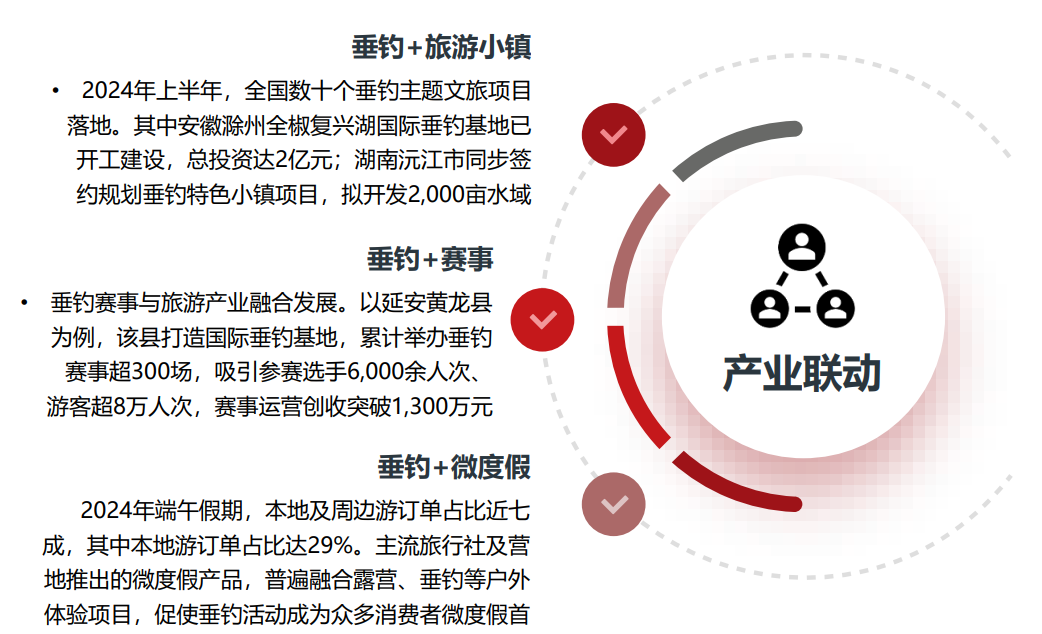 垂钓+旅游小镇
• 2024年上半年，全国数十个垂钓主题文旅项目
落地。其中安徽滁州全椒复兴湖国际垂钓基地已
开工建设，总投资达2亿元；湖南沅江市同步签
约规划垂钓特色小镇项目，拟开发2,000亩水域
垂钓+赛事
• 垂钓赛事与旅游产业融合发展。以延安黄龙县
为例，该县打造国际垂钓基地，累计举办垂钓
赛事超300场，吸引参赛选手6,000余人次、
游客超8万人次，赛事运营创收突破1,300万元
垂钓+微度假
2024年端午假期，本地及周边游订单占比近七
成，其中本地游订单占比达29%。主流旅行社及营
地推出的微度假产品，普遍融合露营、垂钓等户外
体验项目，促使垂钓活动成为众多消费者微度假首
产业联动